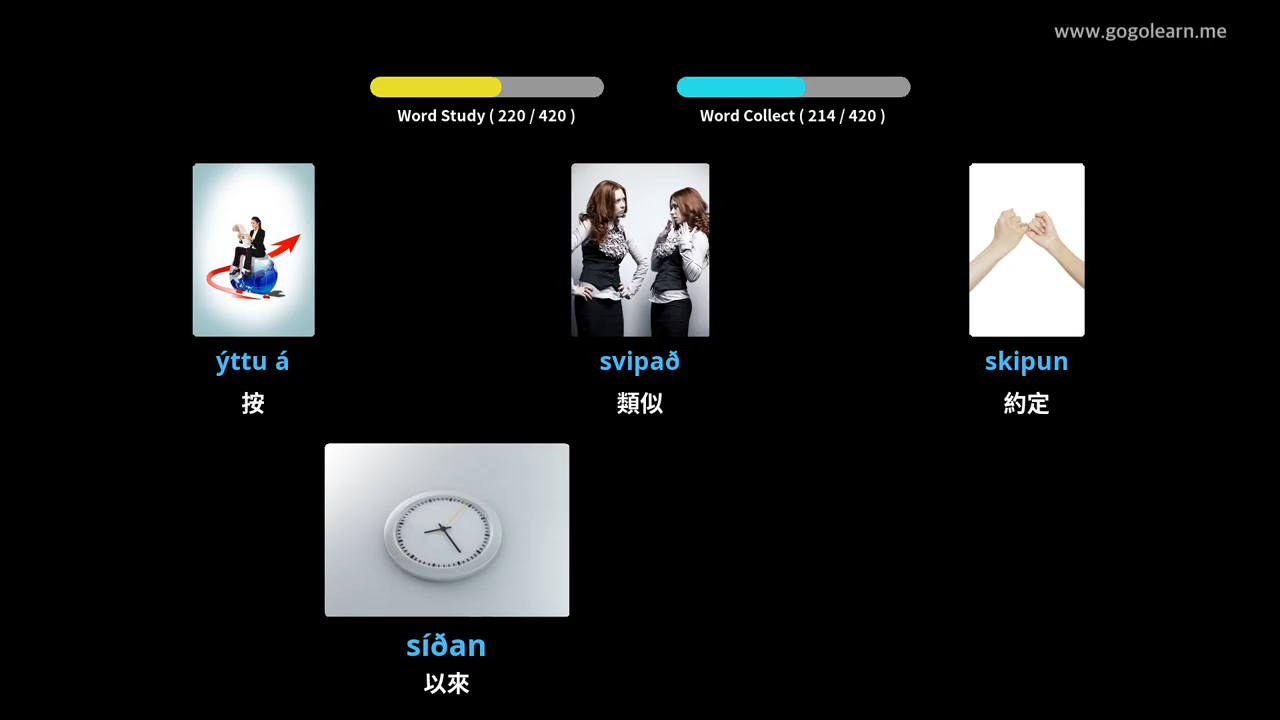 www.gogolearn.me
Word Study ( 220 / 420 )
Word Collect ( 214 / 420 )
ýttu á
svipað
skipun
按
類似
約定
síðan
以來